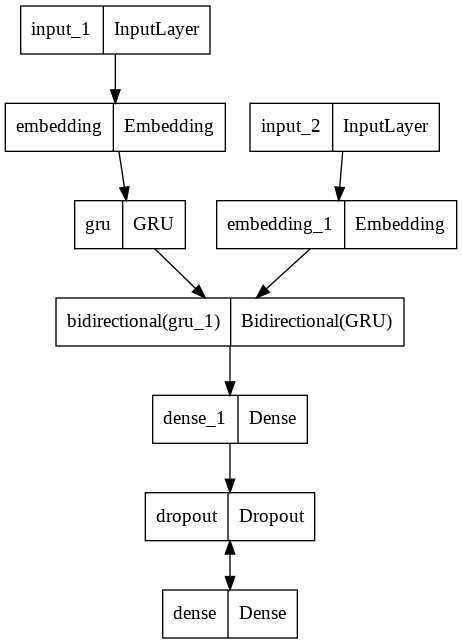 input_1 InputLayer
embedding Embedding
input_2 InputLayer
gru GRU
embedding_1 Embedding
bidirectional(gru_1) Bidirectional(GRU)
dense_1 Dense
dropout Dropout
dense Dense